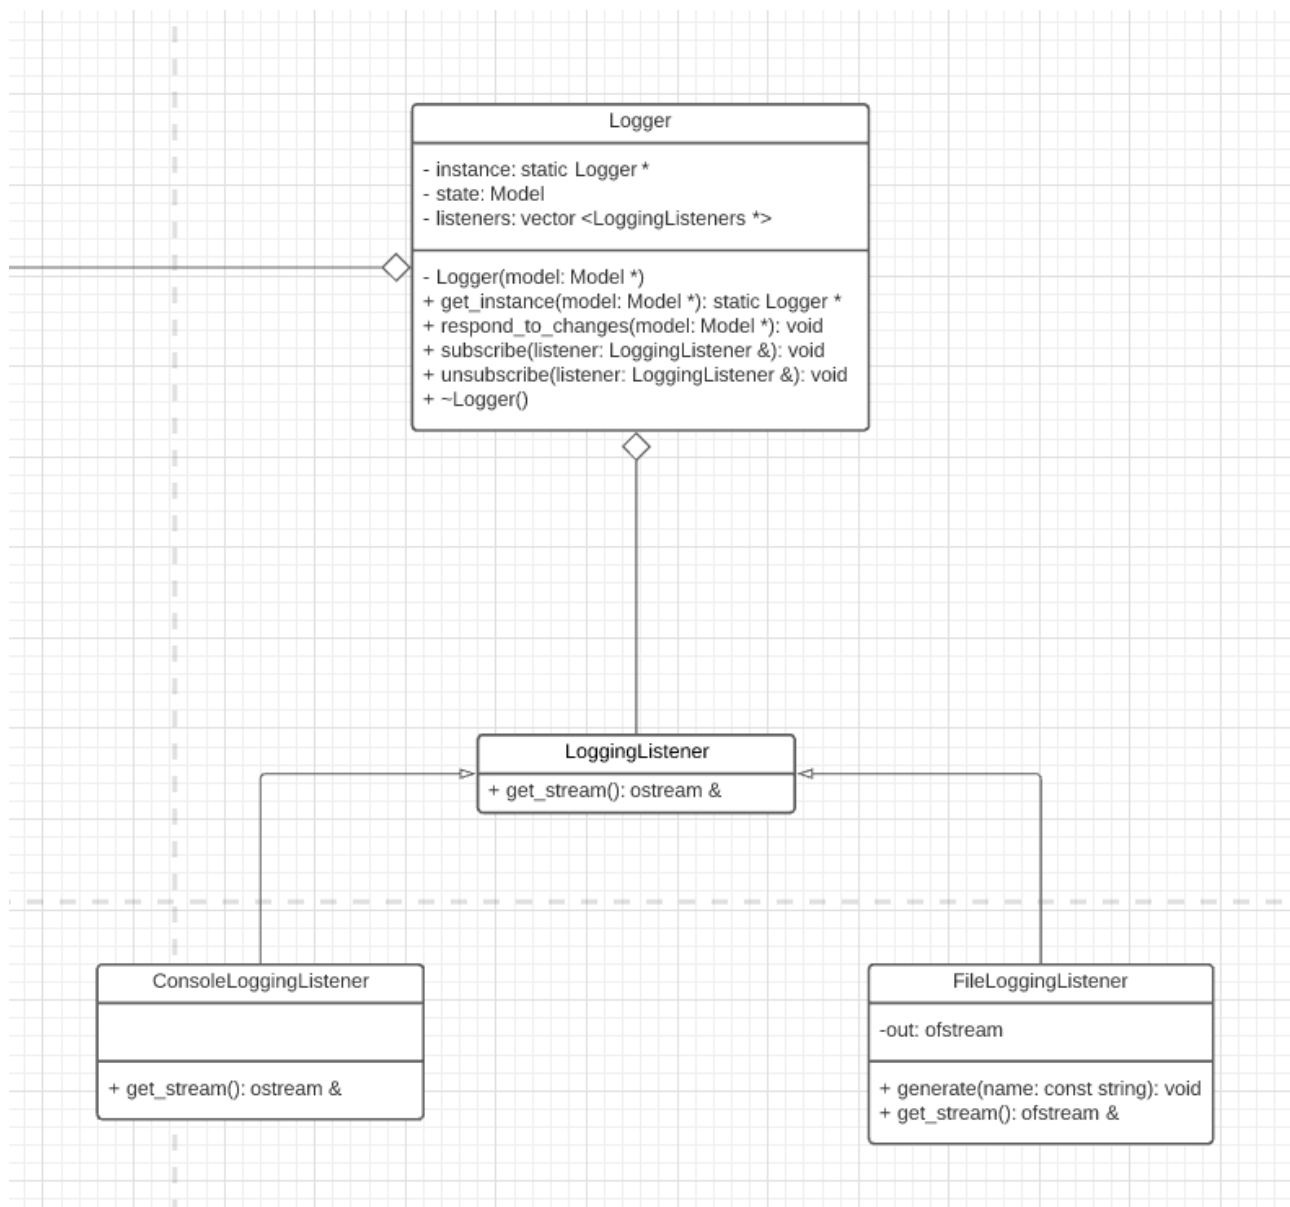 Logger
- instance: static Logger *
- state: Model
- listeners: vector <LoggingListeners *>
- Logger(model: Model *)
+ get_instance(model: Model *): static Logger *
+ respond_to_changes(model: Model *): void
+ subscribe(listener: LoggingListener &): void
+ unsubscribe(listener: LoggingListener &): void
+ ~Logger()
LoggingListener
+ get_stream(): ostream &
ConsoleLoggingListener
+ get_stream(): ostream &
FileLoggingListener
-out: ofstream
+ generate(name: const string): void
+ get_stream(): ofstream &